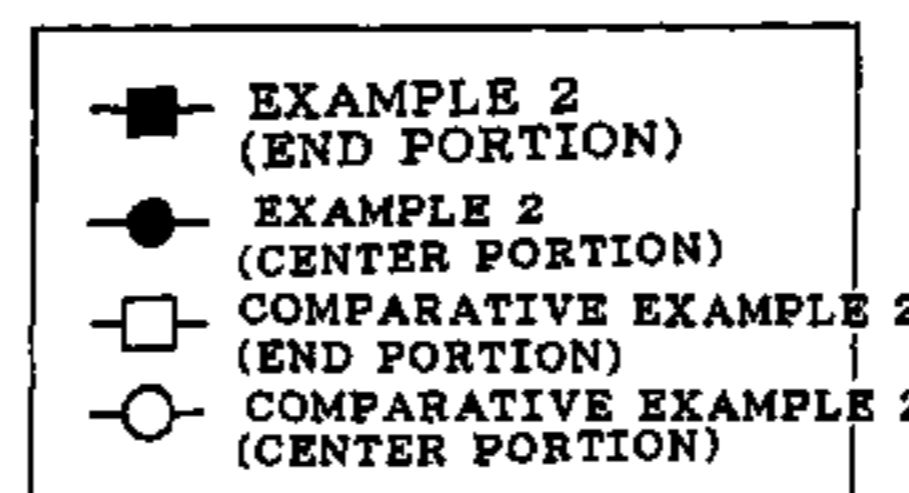 EXAMPLE 2
(END PORTION)
EXAMPLE 2
(CENTER PORTION)
COMPARATIVE EXAMPLE 2
(END PORTION)
COMPARATIVE EXAMPLE 2
(CENTER PORTION)